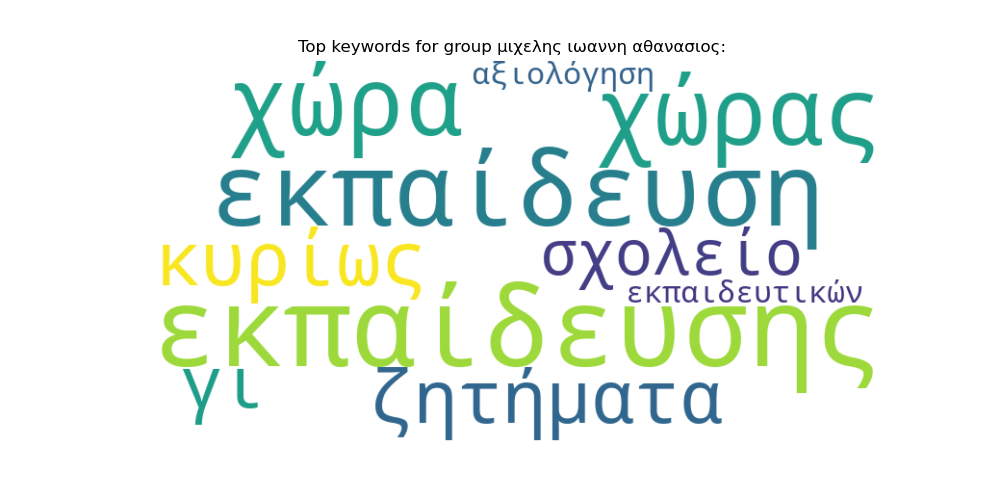 Top keywords for group μιχελης ιωαννη αθανασιος:
αξιολόγηση
χώρα χώρας
εκπαίδευση
κυρίως σχολείο
εκπαιδευτικών
εκπαίδευσης
γι ζητήματα